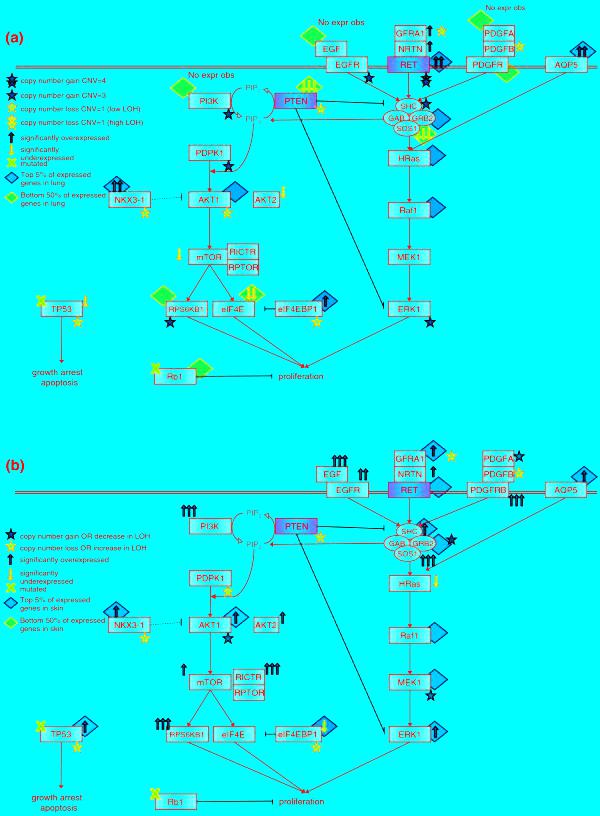 (a)
No expr obs
No expr obs
EGF
GFRA1
NRTN
PDGFA
PDGFB
EGFR
RET
PDGFR
AQP5
copy number gain CNV=4
copy number gain CNV=3
copy number loss CNV=1 (low LOH)
copy number loss CNV=1 (high LOH)
significantly overexpressed
significantly
underexpressed
mutated
Top 5% of expressed
genes in lung
Bottom 50% of expressed
genes in lung
No expr obs
PI3K
PIP
PIP
PTEN
SHC
GAB1
GRB2
SOS1
HRas
PDPK1
NKX3-1
AKT1
AKT2
Raf1
mTOR
RICTR
RPTOR
MEK1
TP53
RPS6KB1
eIF4E
eIF4EBP1
ERK1
growth arrest
apoptosis
Rb1
proliferation
(b)
EGF
GFRA1
NRTN
PDGFA
PDGFB
EGFR
RET
PDGFRB
AQP5
copy number gain OR decrease in LOH
copy number loss OR increase in LOH
significantly overexpressed
significantly
underexpressed
mutated
Top 5% of expressed
genes in skin
Bottom 50% of expressed
genes in skin
PI3K
PIP
PIP
PTEN
SHC
GAB1
GRB2
SOS1
HRas
PDPK1
NKX3-1
AKT1
AKT2
Raf1
mTOR
RICTR
RPTOR
MEK1
TP53
RPS6KB1
eIF4E
eIF4EBP1
ERK1
growth arrest
apoptosis
Rb1
proliferation